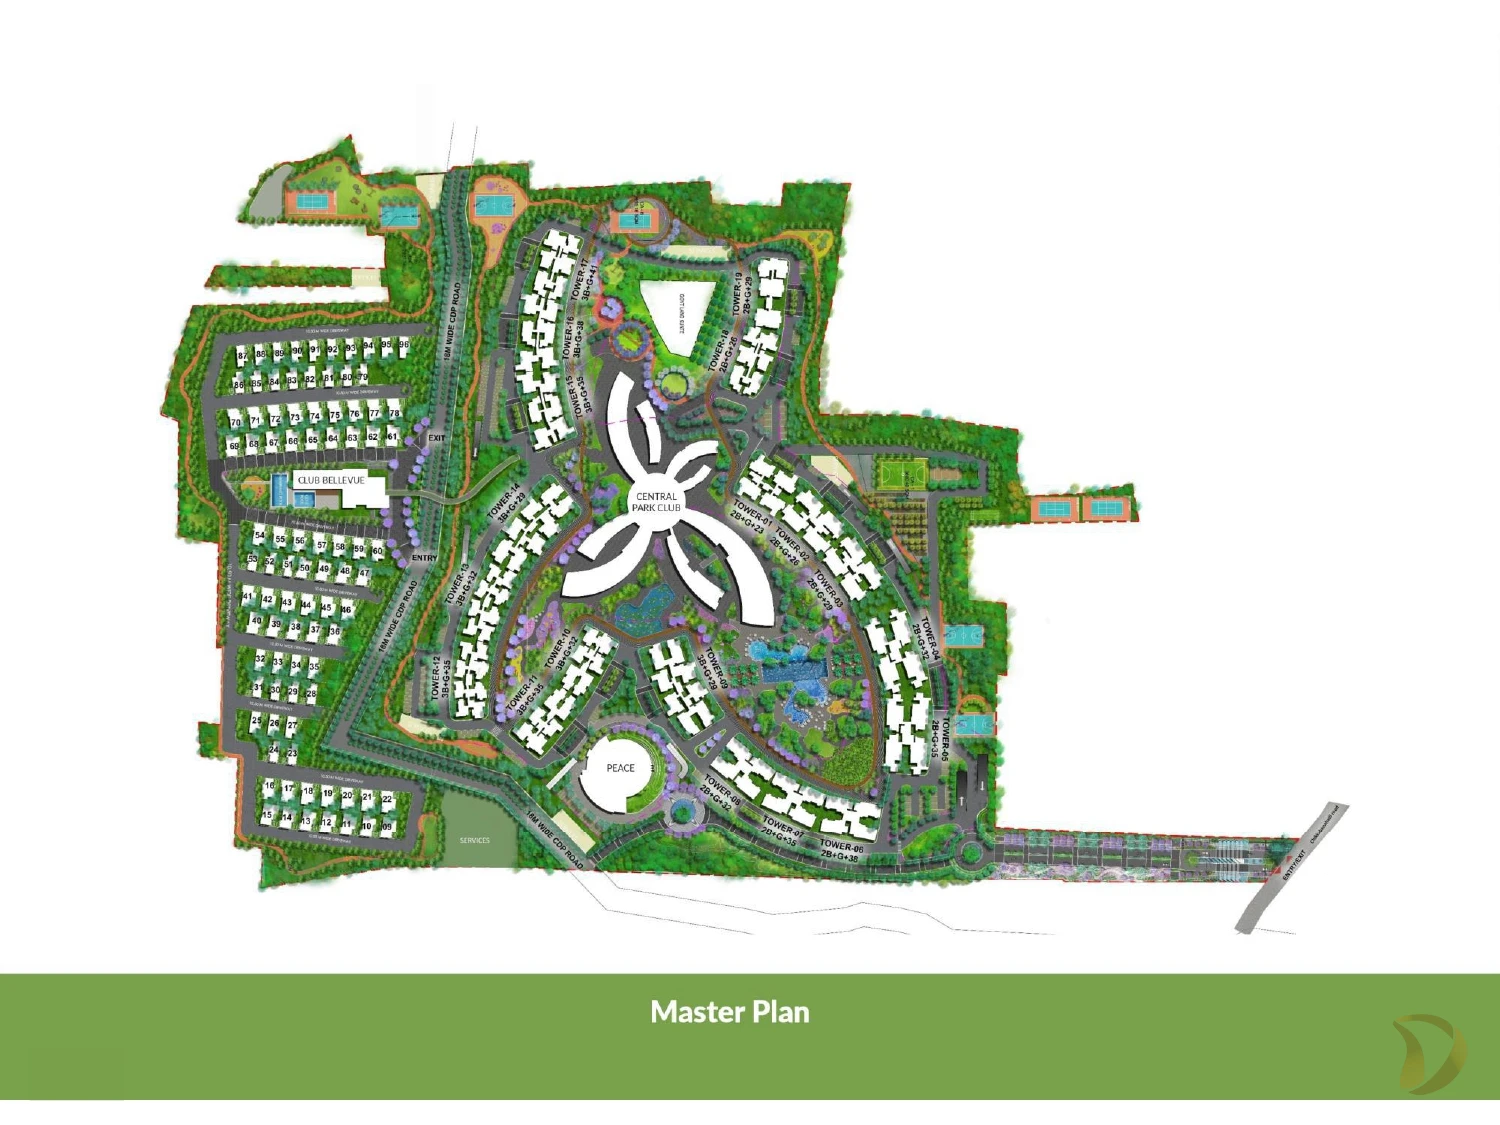 18M WIDE CDP ROAD
TOWER-17
3B+G+41
TOWER-16
3B+G+38
TOWER-15
3B+G+35
TOWER-19
2B+G+29
TOWER-18
2B+G+26
87 88 89 90 91 92 93 94 95 96
86 85 84 83 82 81 80 79
70 71 72 73 74 75 76 77 78
69 68 67 66 65 64 63 62 61
EXIT
CLUB BELLEVUE
CENTRAL
PARK CLUB
TOWER-14
3B+G+29
TOWER-01
2B+G+23
TOWER-02
2B+G+26
TOWER-03
2B+G+29
54 55 56 57 58 59 60
53 52 51 50 49 48 47
ENTRY
41 42 43 44 45 46
40 39 38 37 36
TOWER-13
3B+G+32
18M WIDE CDP ROAD
TOWER-04
2B+G+32
32 33 34 35
31 30 29 28
TOWER-12
3B+G+35
TOWER-10
3B+G+32
TOWER-11
3B+G+35
TOWER-09
3B+G+29
25 26 27
24 23
TOWER-05
2B+G+35
PEACE
16 17 18 19 20 21 22
15 14 13 12 11 10 09
TOWER-08
2B+G+32
TOWER-07
2B+G+35
TOWER-06
2B+G+38
SERVICES
18M WIDE CDP ROAD
ENTRY/EXIT
Master Plan